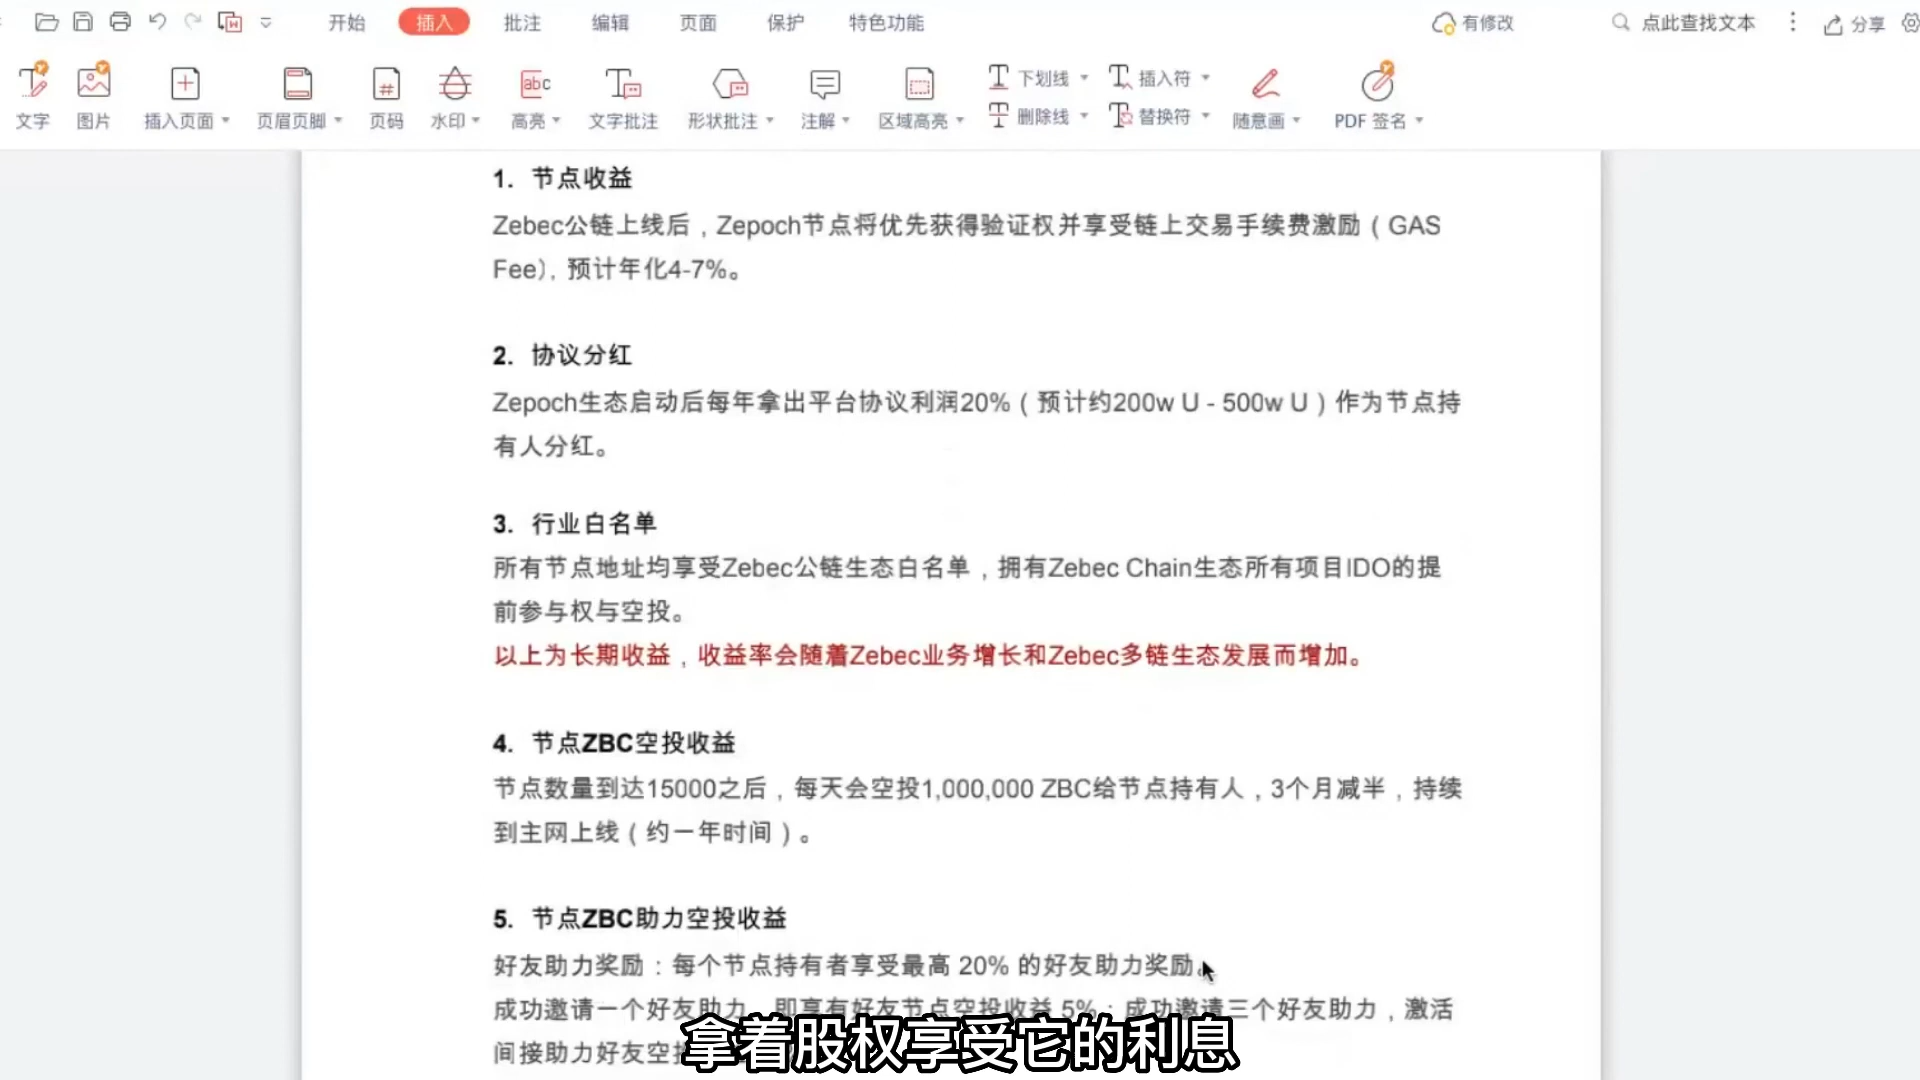 开始 插入 批注 编辑 页面 保护 特色功能 有修改 点此查找文本 分享
文字 图片 插入页面 页眉页脚 页码 水印 高亮 文字批注 形状批注 注解 区域高亮 下划线 删除线 插入符 替换符 随意画 PDF 签名
1. 节点收益
Zebec公链上线后，Zepoch节点将优先获得验证权并享受链上交易手续费激励（GAS
Fee), 预计年化4-7%。
2. 协议分红
Zepoch生态启动后每年拿出平台协议利润20%（预计约200w U - 500w U）作为节点持
有人分红。
3. 行业白名单
所有节点地址均享受Zebec公链生态白名单，拥有Zebec Chain生态所有项目IDO的提
前参与权与空投。
以上为长期收益，收益率会随着Zebec业务增长和Zebec多链生态发展而增加。
4. 节点ZBC空投收益
节点数量到达15000之后，每天会空投1,000,000 ZBC给节点持有人，3个月减半，持续
到主网上线（约一年时间）。
5. 节点ZBC助力空投收益
好友助力奖励：每个节点持有者享受最高 20% 的好友助力奖励。
成功邀请一个好友助力，即享有好友节点空投收益 5%；成功邀请三个好友助力，激活
间接助力好友空
拿着股权享受它的利息